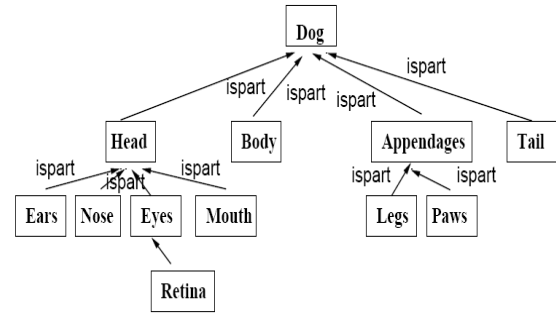 Dog
ispart
ispart
ispart
ispart
Head
Body
Appendages
Tail
ispart
ispart
ispart
ispart
ispart
Ears
Nose
Eyes
Mouth
Legs
Paws
Retina